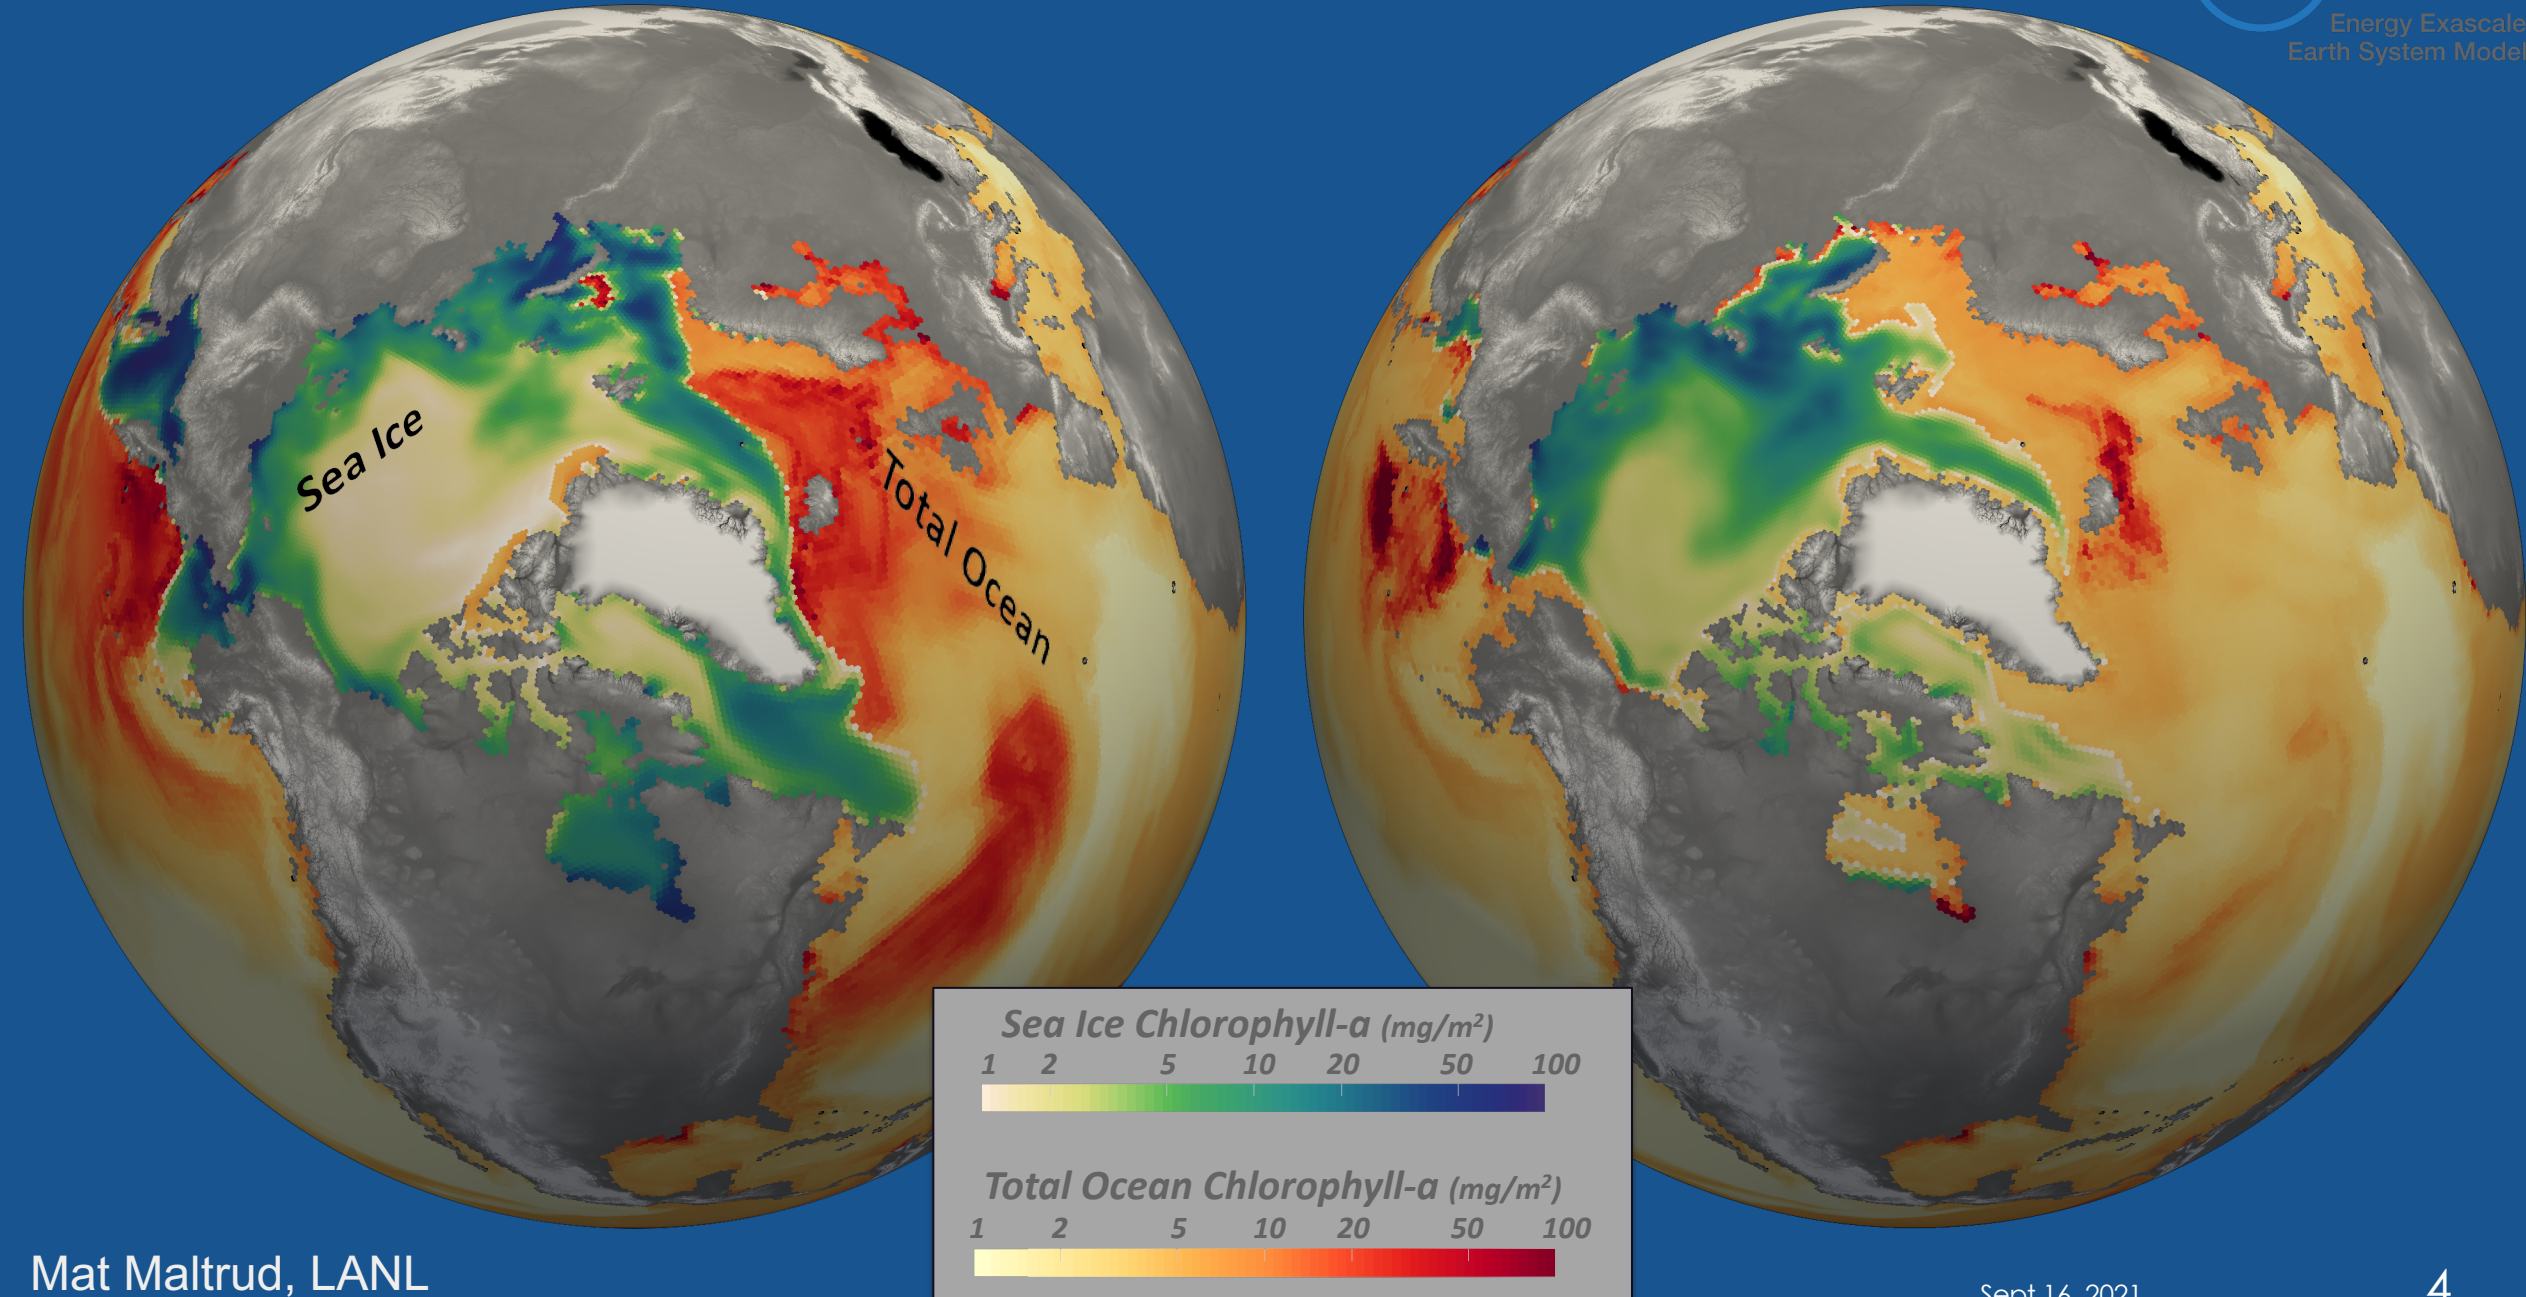 Energy Exascale
Earth System Model
Sea Ice
Total Ocean
Sea Ice Chlorophyll-a (mg/m²)
1 2 5 10 20 50 100
Total Ocean Chlorophyll-a (mg/m²)
1 2 5 10 20 50 100
Mat Maltrud, LANL
Sept 16, 2021
4